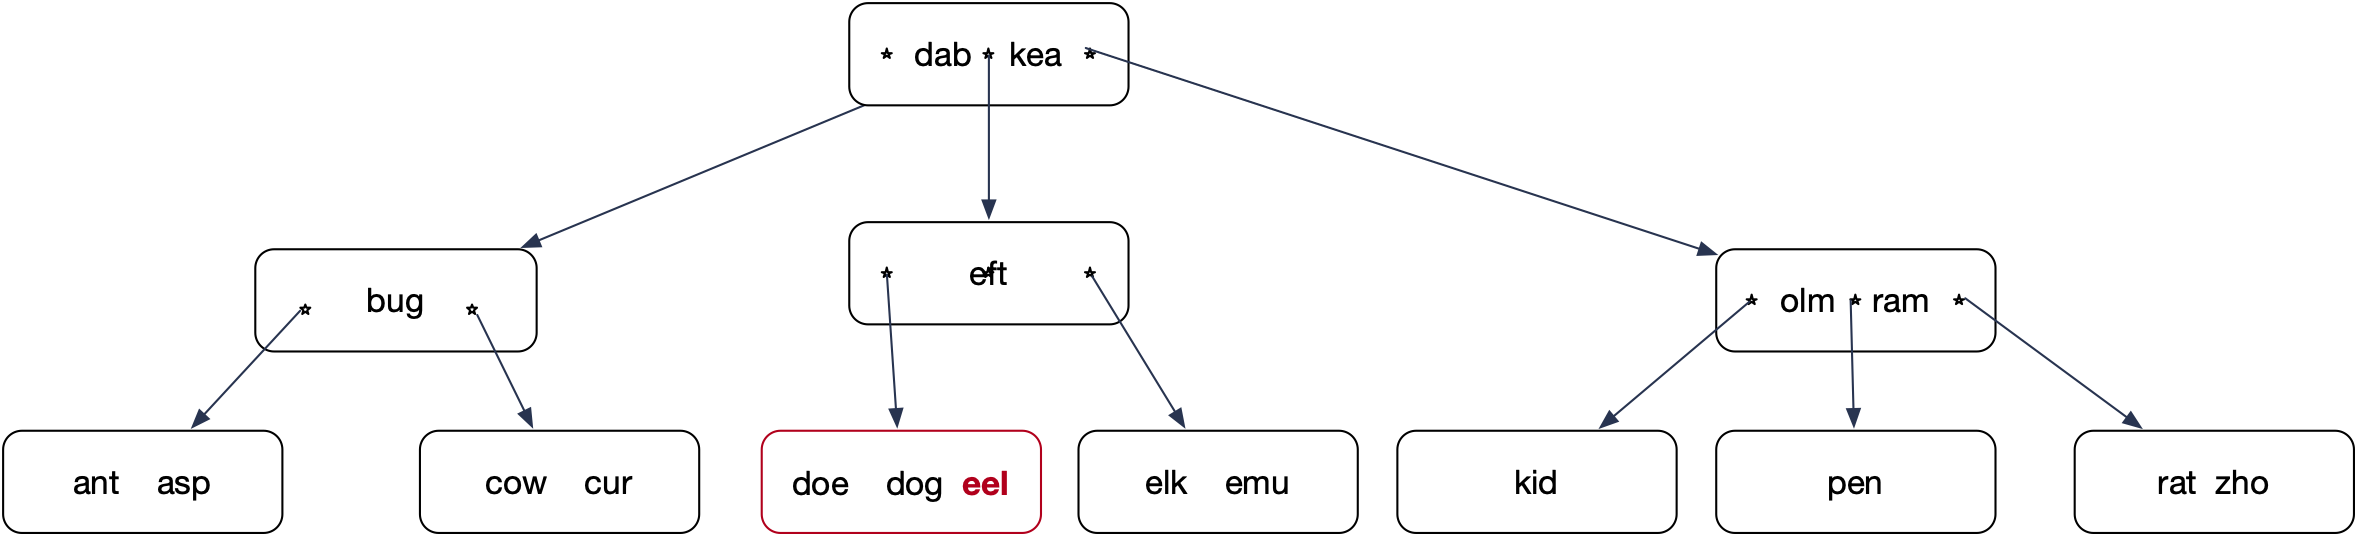 dab kea
bug
eft
olm ram
ant asp
cow cur
doe dog eel
elk emu
kid
pen
rat zho